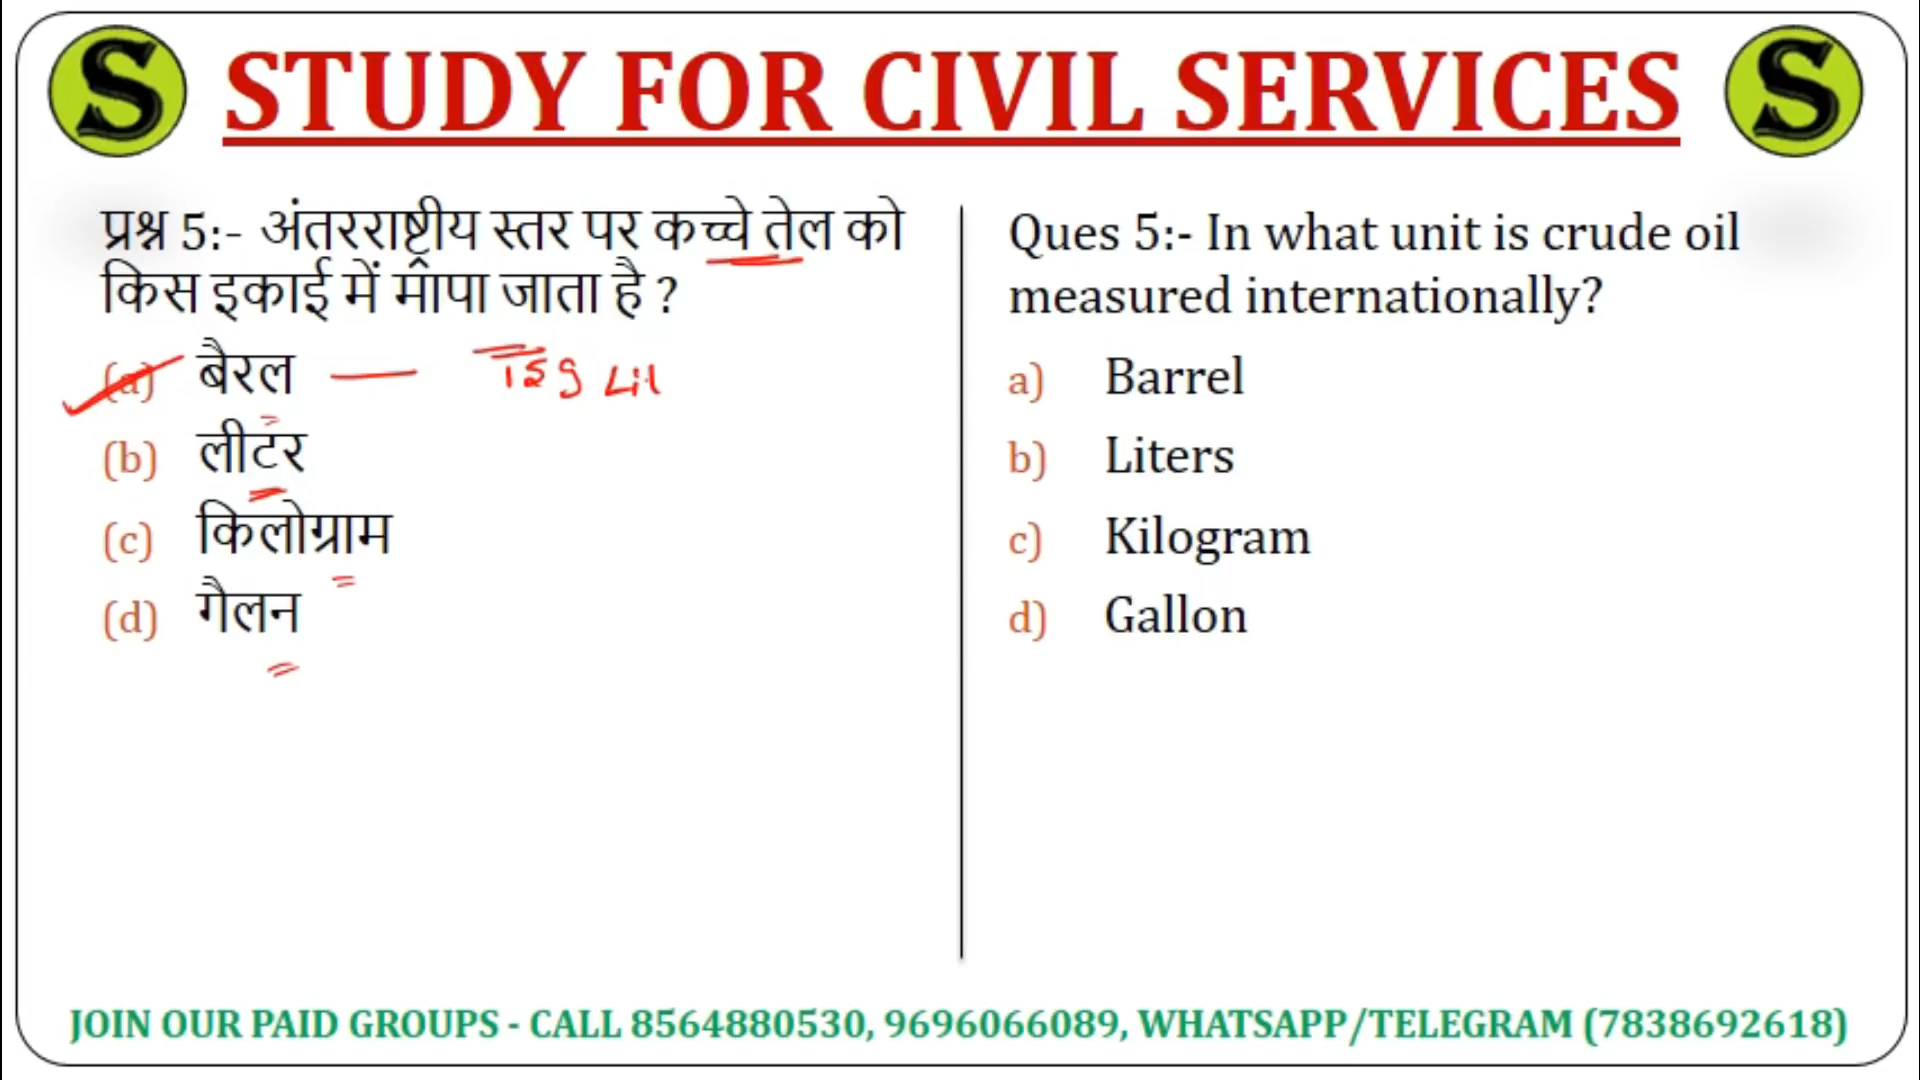 S STUDY FOR CIVIL SERVICES S
प्रश्न 5:- अंतरराष्ट्रीय स्तर पर कच्चे तेल को
किस इकाई में मापा जाता है ?
(a) बैरल — 159 Lit
(b) लीटर
(c) किलोग्राम
(d) गैलन
Ques 5:- In what unit is crude oil
measured internationally?
a) Barrel
b) Liters
c) Kilogram
d) Gallon
JOIN OUR PAID GROUPS - CALL 8564880530, 9696066089, WHATSAPP/TELEGRAM (7838692618)